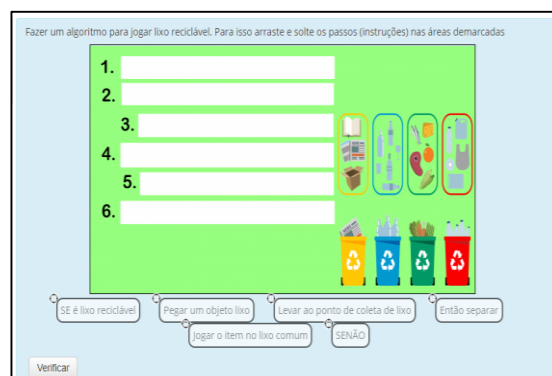 Fazer um algoritmo para jogar lixo reciclável. Para isso arraste e solte os passos (instruções) nas áreas demarcadas
1.
2.
3.
4.
5.
6.
SE é lixo reciclável
Pegar um objeto lixo
Levar ao ponto de coleta de lixo
Então separar
Jogar o item no lixo comum
SENÃO
Verificar